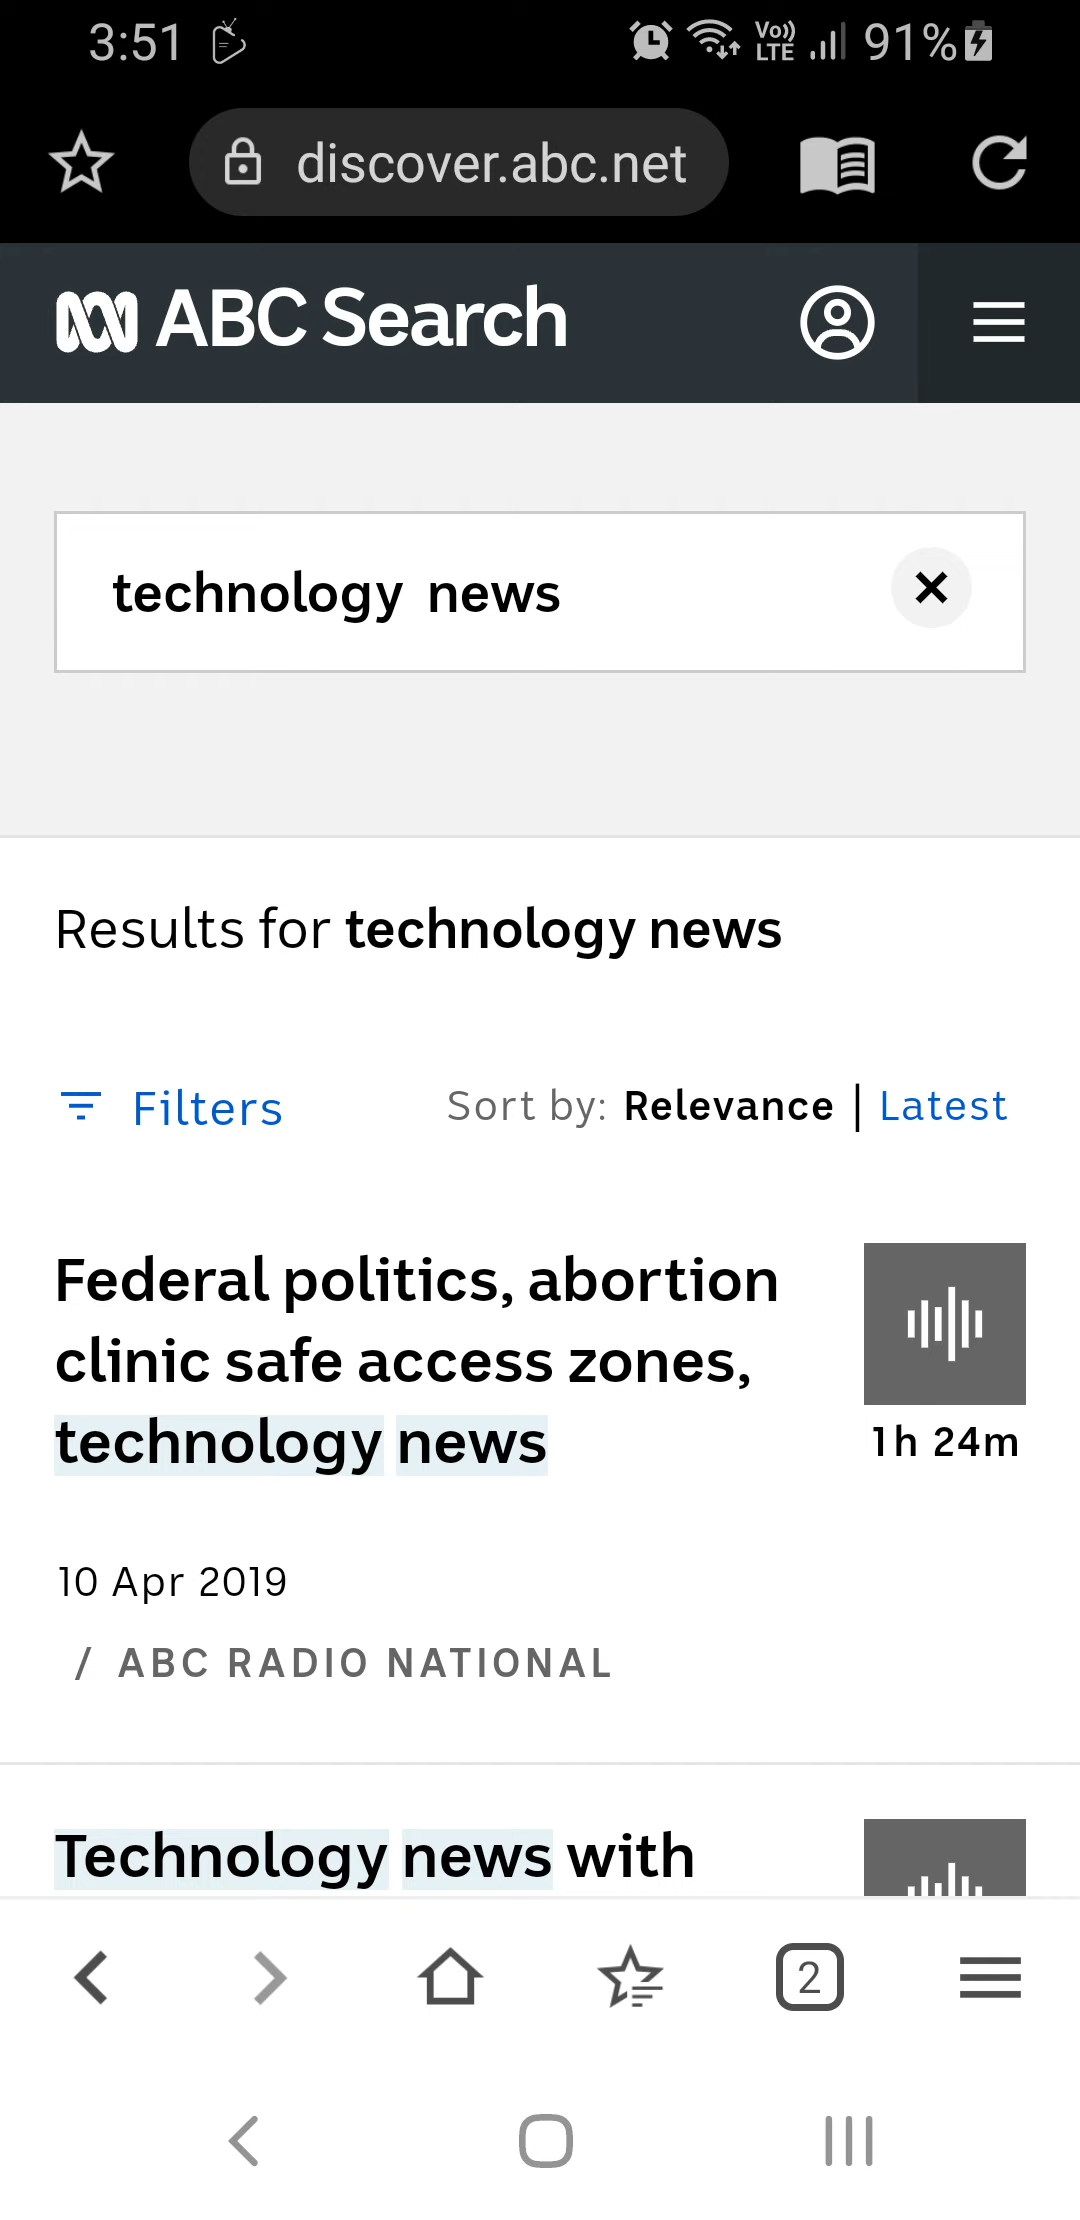 3:51 Vo)) LTE 91%
discover.abc.net
ABC Search
technology news
Results for technology news
Filters Sort by: Relevance | Latest
Federal politics, abortion
clinic safe access zones,
technology news
1h 24m
10 Apr 2019
/ ABC RADIO NATIONAL
Technology news with
2